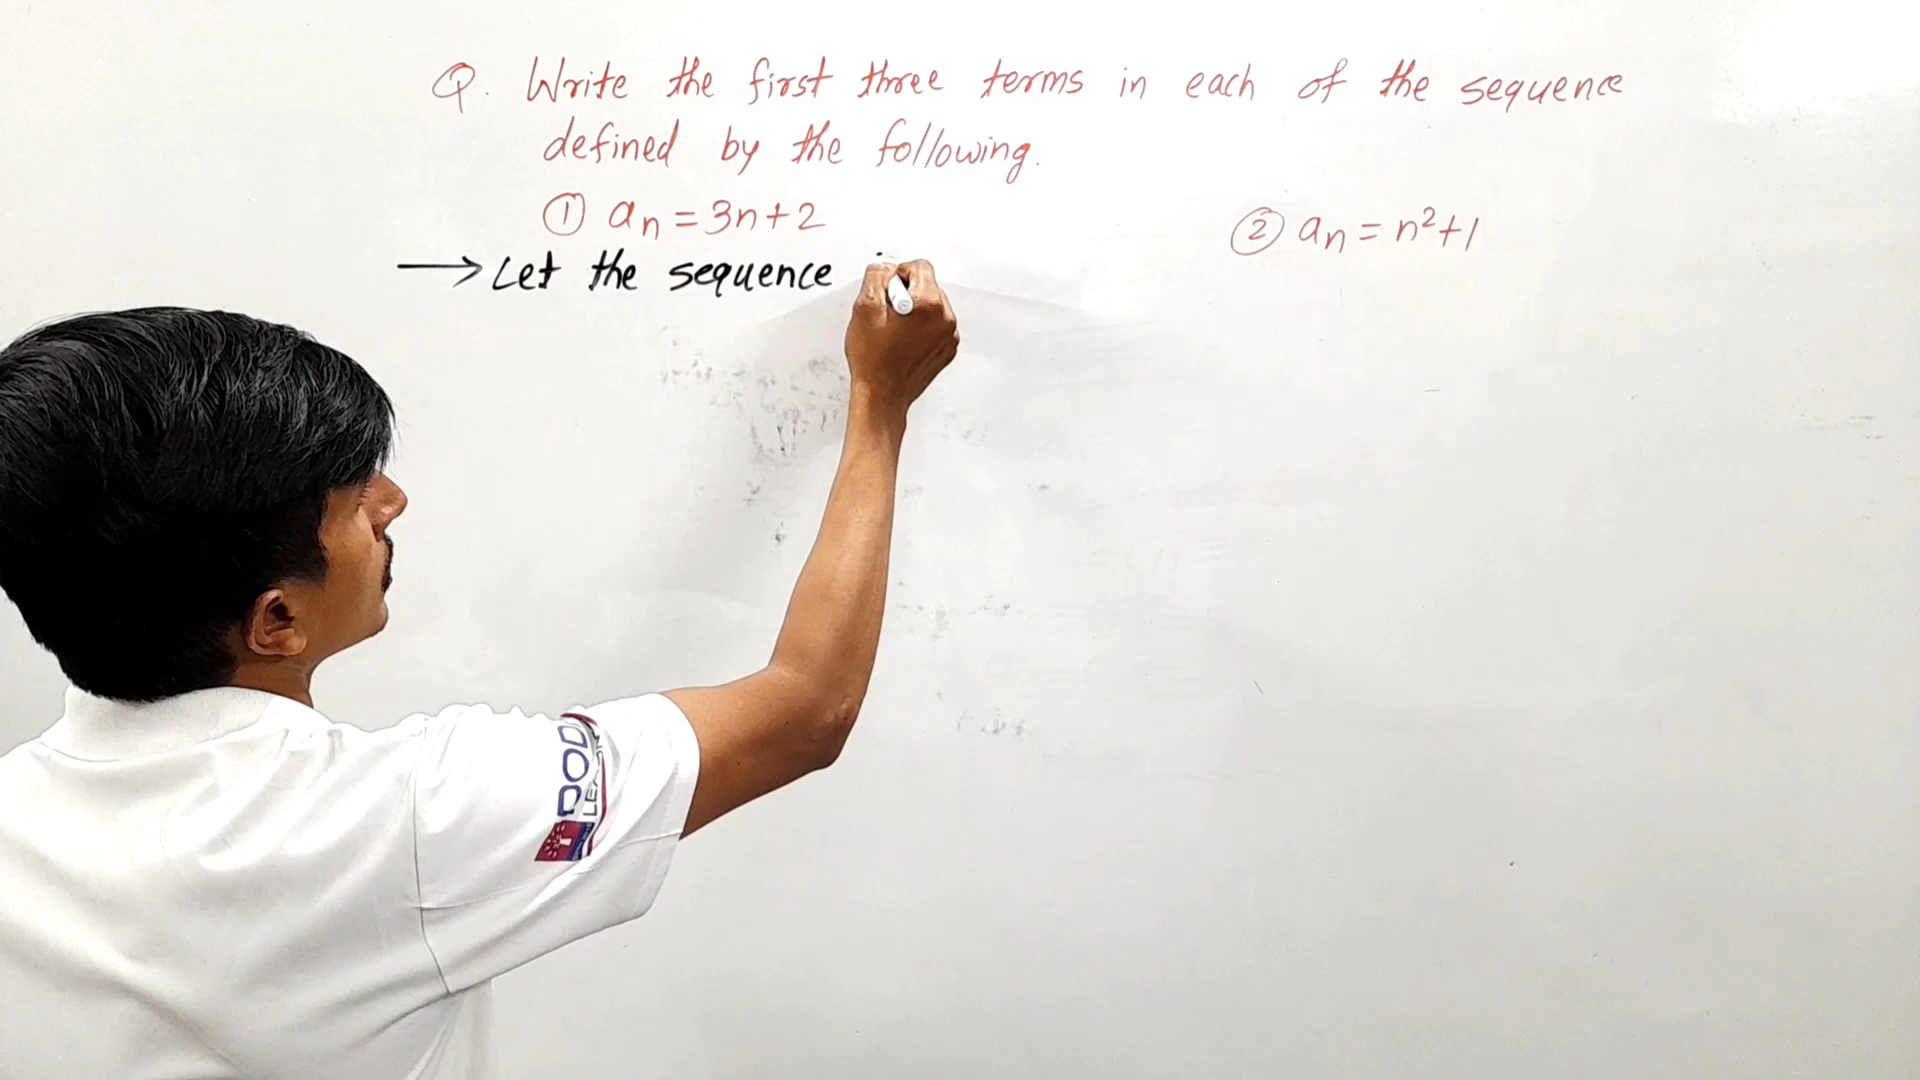 Q. Write the first three terms in each of the sequence
defined by the following.
① an = 3n+2
② an = n²+1
→ Let the sequence